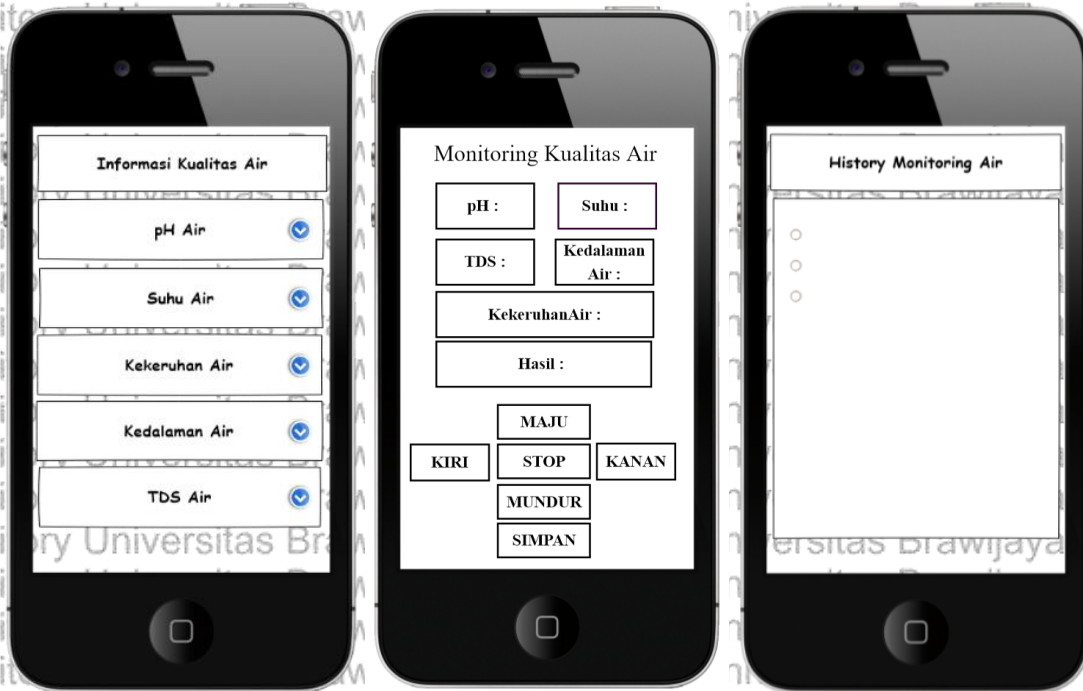 Informasi Kualitas Air
pH Air
Suhu Air
Kekeruhan Air
Kedalaman Air
TDS Air
ory Universitas Bra
Monitoring Kualitas Air
pH :
Suhu :
TDS :
Kedalaman
Air :
KekeruhanAir :
Hasil :
MAJU
KIRI
STOP
KANAN
MUNDUR
SIMPAN
History Monitoring Air
versitas Brawijaya